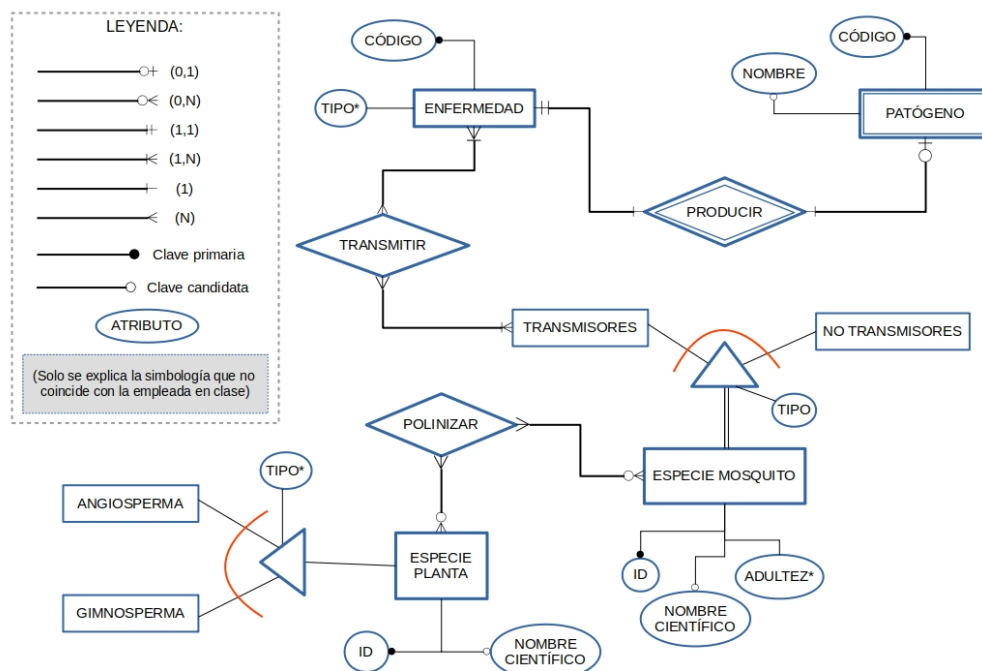 LEYENDA:
(0,1)
(0,N)
(1,1)
(1,N)
(1)
(N)
Clave primaria
Clave candidata
ATRIBUTO
(Solo se explica la simbología que no
coincide con la empleada en clase)
CÓDIGO
TIPO*
ENFERMEDAD
CÓDIGO
NOMBRE
PATÓGENO
PRODUCIR
TRANSMITIR
TRANSMISORES
NO TRANSMISORES
TIPO
POLINIZAR
ESPECIE MOSQUITO
ID
NOMBRE
CIENTÍFICO
ADULTEZ*
TIPO*
ANGIOSPERMA
GIMNOSPERMA
ESPECIE
PLANTA
ID
NOMBRE
CIENTÍFICO